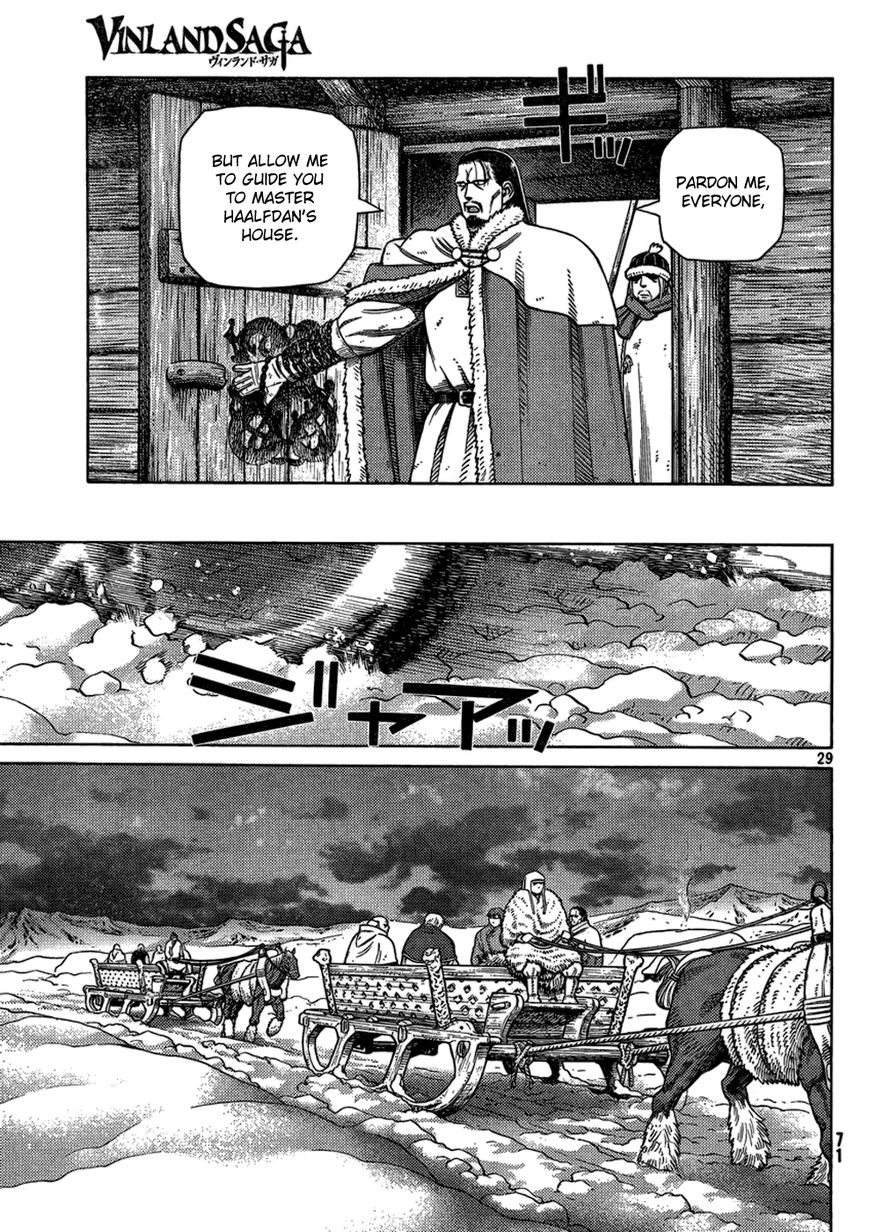 VINLAND SAGA
ヴィンランド・サガ
ギッ
PARDON ME,
EVERYONE,
BUT ALLOW ME
TO GUIDE YOU
TO MASTER
HAALFDAN'S
HOUSE.
ジャアッ
29
71